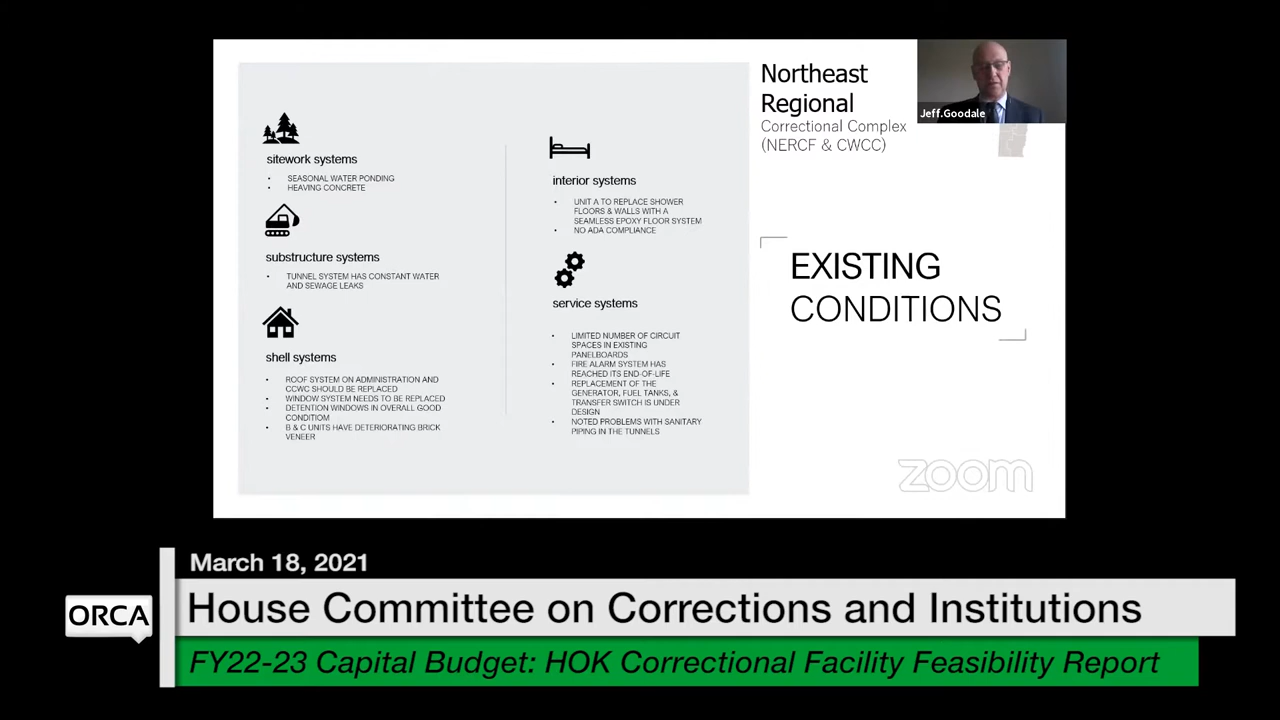 sitework systems
• SEASONAL WATER PONDING
• HEAVING CONCRETE
substructure systems
• TUNNEL SYSTEM HAS CONSTANT WATER
AND SEWAGE LEAKS
shell systems
• ROOF SYSTEM ON ADMINISTRATION AND
CCWC SHOULD BE REPLACED
• WINDOW SYSTEM NEEDS TO BE REPLACED
• DETENTION WINDOWS IN OVERALL GOOD
CONDITIOM
• B & C UNITS HAVE DETERIORATING BRICK
VENEER
interior systems
• UNIT A TO REPLACE SHOWER
FLOORS & WALLS WITH A
SEAMLESS EPOXY FLOOR SYSTEM
• NO ADA COMPLIANCE
service systems
• LIMITED NUMBER OF CIRCUIT
SPACES IN EXISTING
PANELBOARDS
• FIRE ALARM SYSTEM HAS
REACHED ITS END-OF-LIFE
• REPLACEMENT OF THE
GENERATOR, FUEL TANKS, &
TRANSFER SWITCH IS UNDER
DESIGN
• NOTED PROBLEMS WITH SANITARY
PIPING IN THE TUNNELS
Northeast
Regional
Correctional Complex
(NERCF & CWCC)
Jeff.Goodale
EXISTING
CONDITIONS
zoom
March 18, 2021
ORCA
House Committee on Corrections and Institutions
FY22-23 Capital Budget: HOK Correctional Facility Feasibility Report